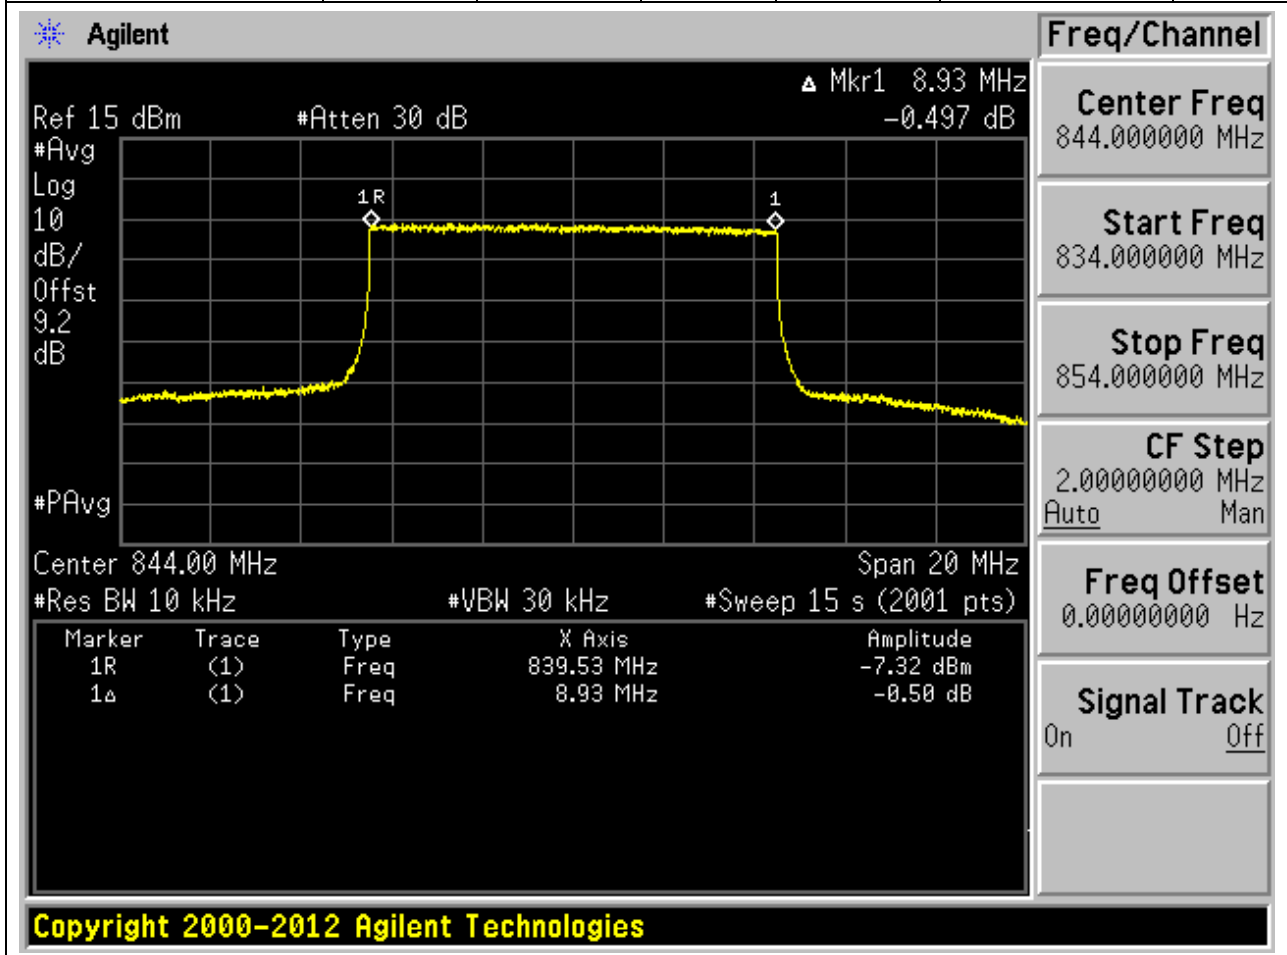 Agilent
Freq/Channel
▵ Mkr1 8.93 MHz
Ref 15 dBm #Atten 30 dB -0.497 dB
#Avg
Log
10
dB/
Offst
9.2
dB
1R 1
#PAvg
Center 844.00 MHz Span 20 MHz
#Res BW 10 kHz #VBW 30 kHz #Sweep 15 s (2001 pts)
Marker Trace Type X Axis Amplitude
1R (1) Freq 839.53 MHz -7.32 dBm
1▵ (1) Freq 8.93 MHz -0.50 dB
Center Freq
844.000000 MHz
Start Freq
834.000000 MHz
Stop Freq
854.000000 MHz
CF Step
2.00000000 MHz
Auto Man
Freq Offset
0.00000000 Hz
Signal Track
On Off
Copyright 2000-2012 Agilent Technologies